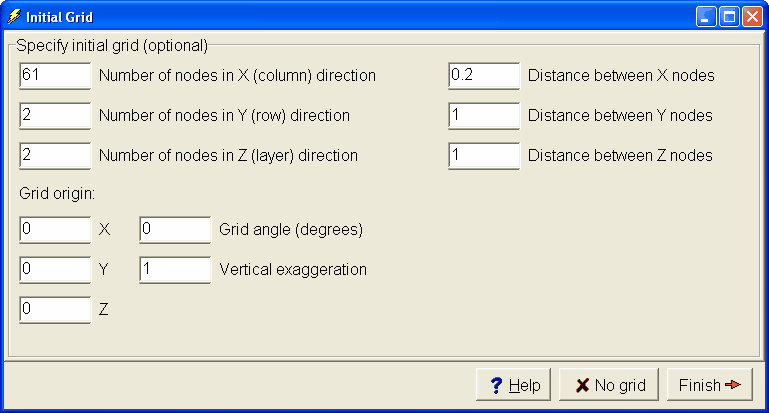 Initial Grid
Specify initial grid (optional)
61 Number of nodes in X (column) direction 0.2 Distance between X nodes
2 Number of nodes in Y (row) direction 1 Distance between Y nodes
2 Number of nodes in Z (layer) direction 1 Distance between Z nodes
Grid origin:
0 X 0 Grid angle (degrees)
0 Y 1 Vertical exaggeration
0 Z
? Help No grid Finish